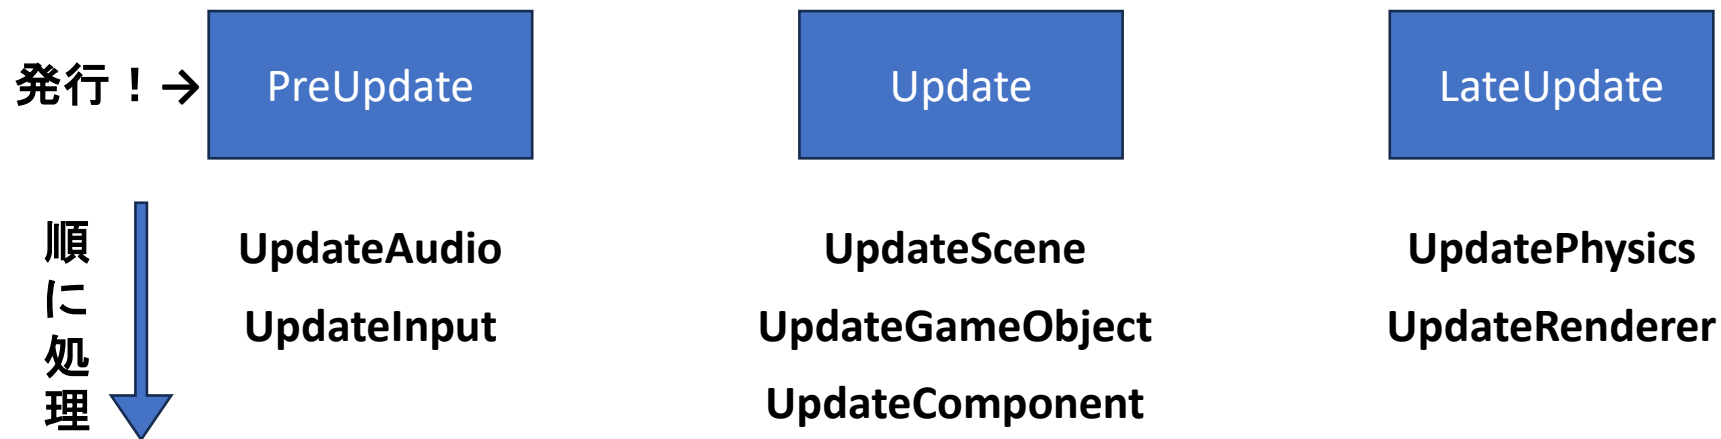 発行！→ PreUpdate Update LateUpdate
順に処理
UpdateAudio UpdateScene UpdatePhysics
UpdateInput UpdateGameObject UpdateRenderer
UpdateComponent